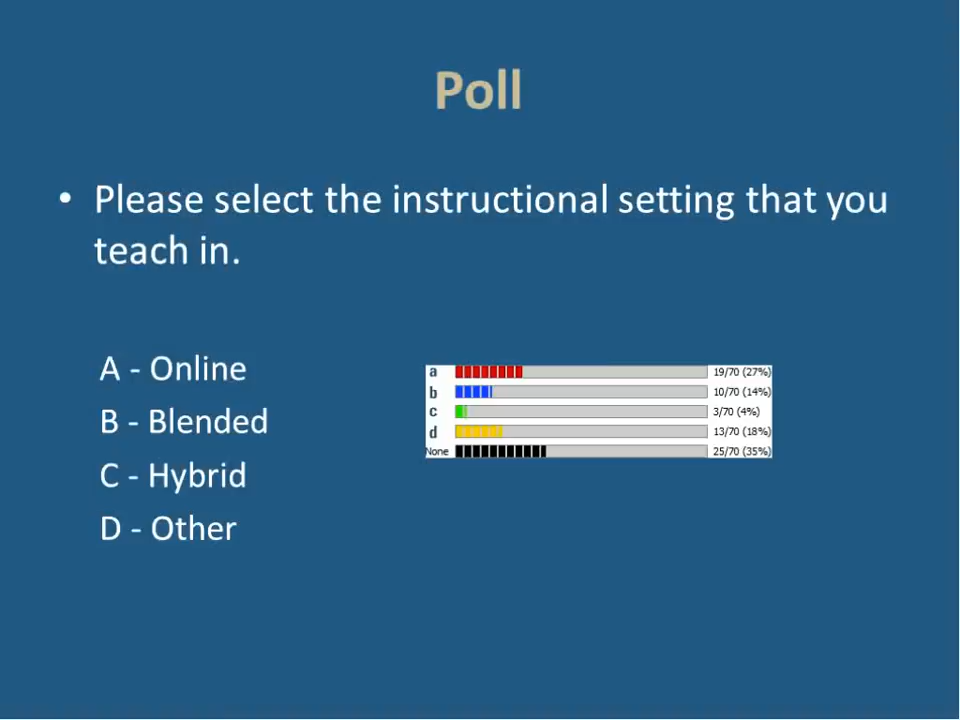 Poll
• Please select the instructional setting that you
teach in.
A - Online
B - Blended
C - Hybrid
D - Other
a 19/70 (27%)
b 10/70 (14%)
c 3/70 (4%)
d 13/70 (18%)
None 25/70 (35%)